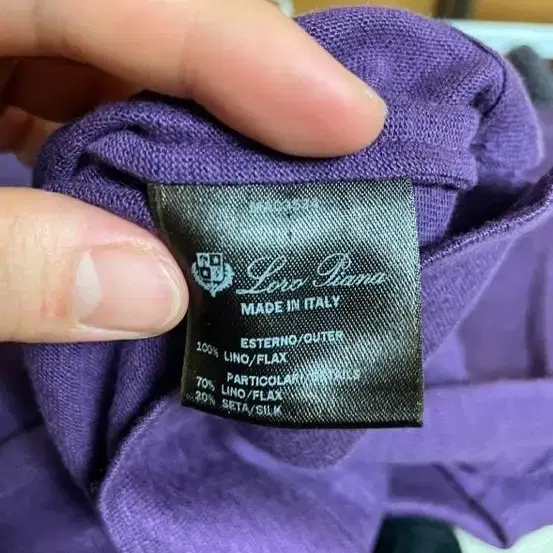 Loro Piana
MADE IN ITALY
ESTERNO/OUTER
100% LINO/FLAX
PARTICOLARI/DETAILS
70% LINO/FLAX
30% SETA/SILK